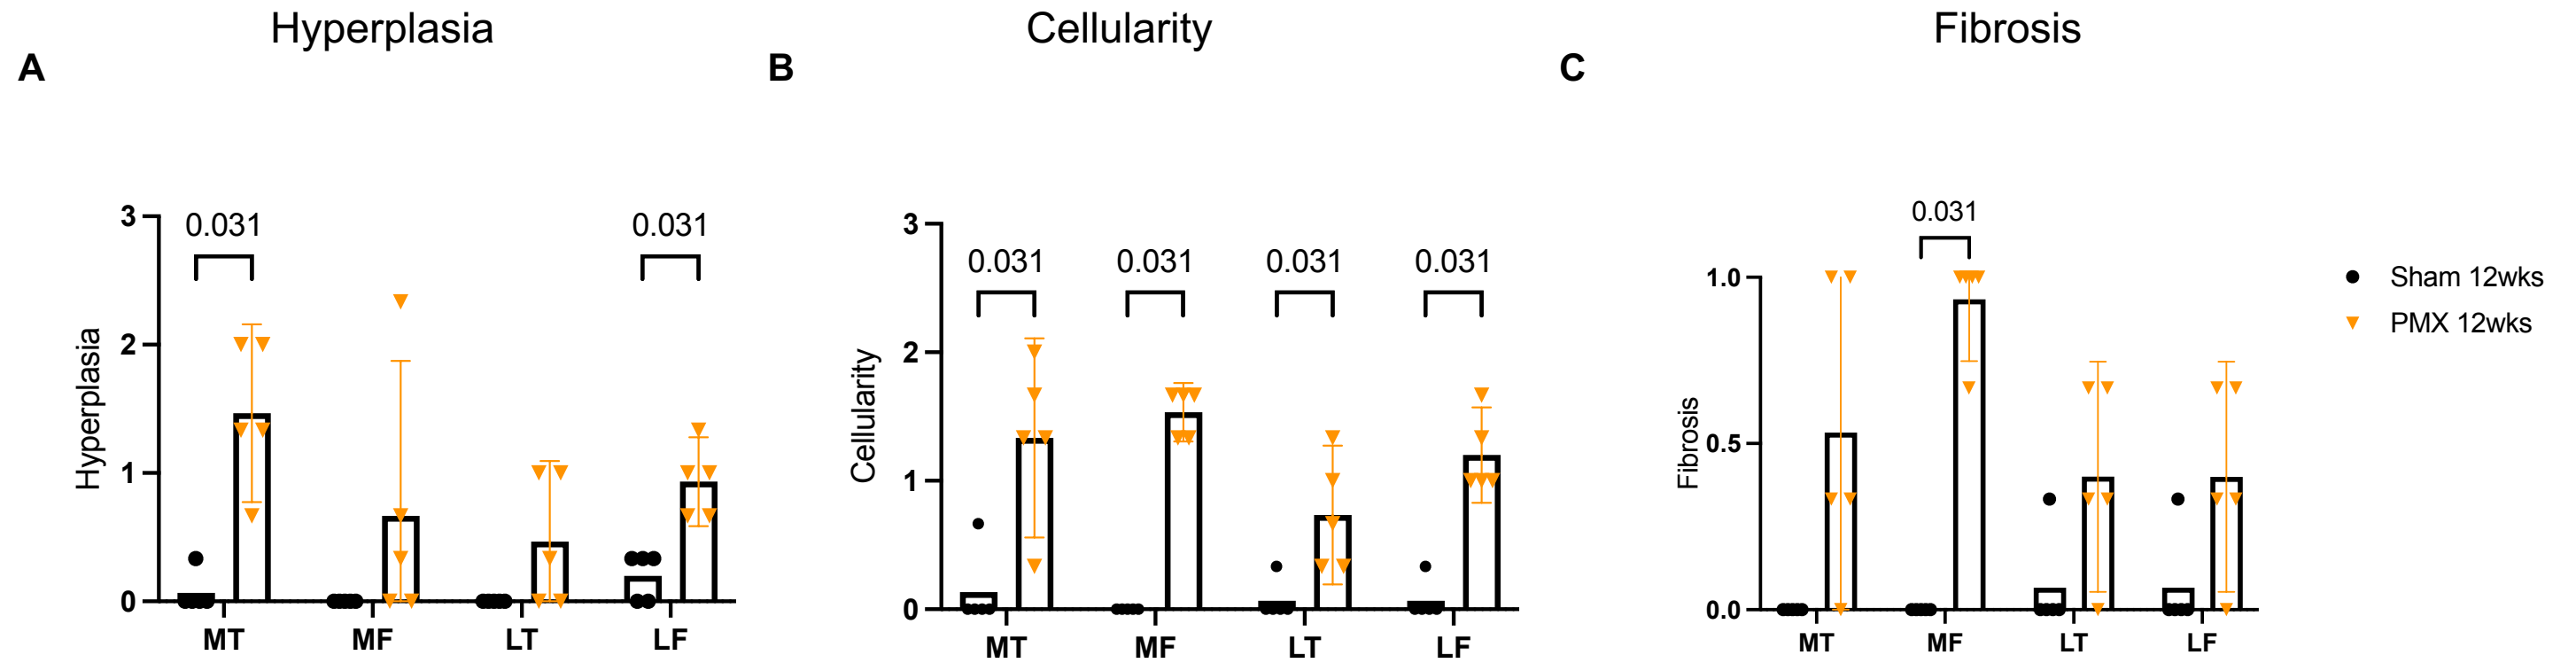 Hyperplasia
A
3
2
1
0
Hyperplasia
0.031
0.031
MT MF LT LF
Cellularity
B
3
2
1
0
Cellularity
0.031 0.031 0.031 0.031
MT MF LT LF
Fibrosis
C
1.0
0.5
0.0
Fibrosis
0.031
MT MF LT LF
Sham 12wks
PMX 12wks